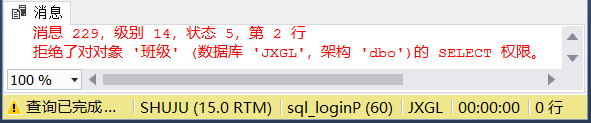 消息
消息 229, 级别 14, 状态 5, 第 2 行
拒绝了对对象 '班级' (数据库 'JXGL', 架构 'dbo')的 SELECT 权限。
100 %
查询已完成... SHUJU (15.0 RTM) sql_loginP (60) JXGL 00:00:00 0 行